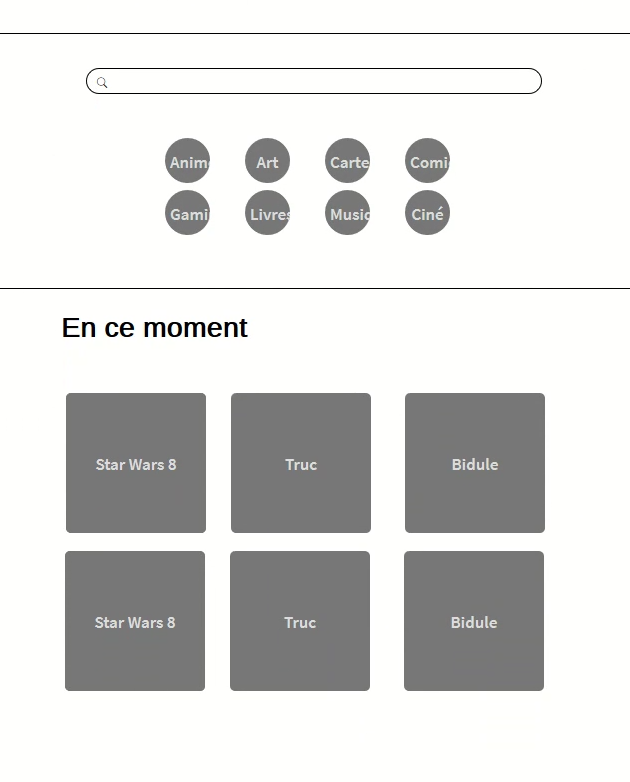 Anim
Art
Carte
Comi
Gami
Livres
Music
Ciné
En ce moment
Star Wars 8
Truc
Bidule
Star Wars 8
Truc
Bidule